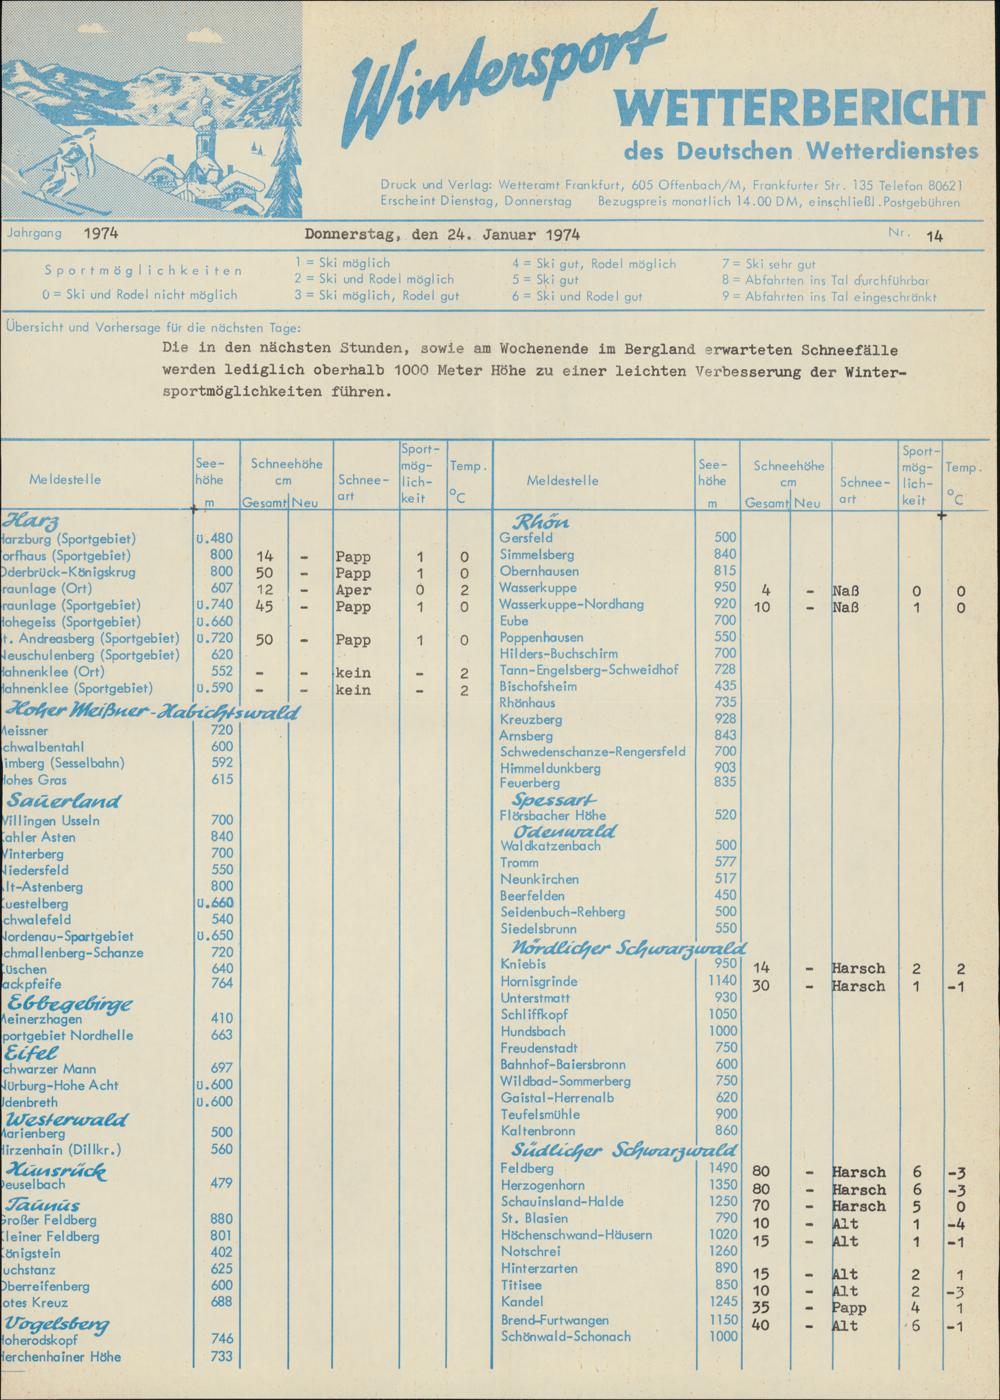 Wintersport
WETTERBERICHT
des Deutschen Wetterdienstes
Druck und Verlag: Wetteramt Frankfurt, 605 Offenbach/M, Frankfurter Str. 135 Telefon 80621
Erscheint Dienstag, Donnerstag Bezugspreis monatlich 14.00 DM, einschließl.Postgebühren
Jahrgang 1974 Donnerstag, den 24. Januar 1974 Nr. 14
Sportmöglichkeiten
0 = Ski und Rodel nicht möglich
1 = Ski möglich
2 = Ski und Rodel möglich
3 = Ski möglich, Rodel gut
4 = Ski gut, Rodel möglich
5 = Ski gut
6 = Ski und Rodel gut
7 = Ski sehr gut
8 = Abfahrten ins Tal durchführbar
9 = Abfahrten ins Tal eingeschränkt
Übersicht und Vorhersage für die nächsten Tage:
Die in den nächsten Stunden, sowie am Wochenende im Bergland erwarteten Schneefälle
werden lediglich oberhalb 1000 Meter Höhe zu einer leichten Verbesserung der Winter-
sportmöglichkeiten führen.
Meldestelle See-höhe m Schneehöhe cm Gesamt Neu Schnee-art Sport-mög-lich-keit Temp. °C
Harz
arzburg (Sportgebiet) ü.480
orfhaus (Sportgebiet) 800 14 - Papp 1 0
Oderbrück-Königskrug 800 50 - Papp 1 0
raunlage (Ort) 607 12 - Aper 0 2
raunlage (Sportgebiet) ü.740 45 - Papp 1 0
ohegeiss (Sportgebiet) ü.660
t. Andreasberg (Sportgebiet) ü.720 50 - Papp 1 0
Neuschulenberg (Sportgebiet) 620
ahnenklee (Ort) 552 - - kein - 2
ahnenklee (Sportgebiet) ü.590 - - kein - 2
Hoher Meißner-Habichtswald
Meissner 720
chwalbentahl 600
imberg (Sesselbahn) 592
ohes Gras 615
Sauerland
Willingen Usseln 700
ahler Asten 840
Winterberg 700
Niedersfeld 550
lt-Astenberg 800
uestelberg ü.660
chwalefeld 540
Nordenau-Sportgebiet ü.650
chmallenberg-Schanze 720
üschen 640
ackpfeife 764
Ebbegebirge
Meinerzhagen 410
portgebiet Nordhelle 663
Eifel
chwarzer Mann 697
Nürburg-Hohe Acht ü.600
Udenbreth ü.600
Westerwald
Marienberg 500
irzenhain (Dillkr.) 560
Hunsrück
euselbach 479
Taunus
Großer Feldberg 880
leiner Feldberg 801
önigstein 402
uchstanz 625
Oberreifenberg 600
otes Kreuz 688
Vogelsberg
oherodskopf 746
erchenhainer Höhe 733
Meldestelle See-höhe m Schneehöhe cm Gesamt Neu Schnee-art Sport-mög-lich-keit Temp. °C
Rhön
Gersfeld 500
Simmelsberg 840
Obernhausen 815
Wasserkuppe 950 4 - Naß 0 0
Wasserkuppe-Nordhang 920 10 - Naß 1 0
Eube 700
Poppenhausen 550
Hilders-Buchschirm 700
Tann-Engelsberg-Schweidhof 728
Bischofsheim 435
Rhönhaus 735
Kreuzberg 928
Arnsberg 843
Schwedenschanze-Rengersfeld 700
Himmeldunkberg 903
Feuerberg 835
Spessart
Flörsbacher Höhe 520
Odenwald
Waldkatzenbach 500
Tromm 577
Neunkirchen 517
Beerfelden 450
Seidenbuch-Rehberg 500
Siedelsbrunn 550
Nördlicher Schwarzwald
Kniebis 950 14 - Harsch 2 2
Hornisgrinde 1140 30 - Harsch 1 -1
Unterstmatt 930
Schliffkopf 1050
Hundsbach 1000
Freudenstadt 750
Bahnhof-Baiersbronn 600
Wildbad-Sommerberg 750
Gaistal-Herrenalb 620
Teufelsmühle 900
Kaltenbronn 860
Südlicher Schwarzwald
Feldberg 1490 80 - Harsch 6 -3
Herzogenhorn 1350 80 - Harsch 6 -3
Schauinsland-Halde 1250 70 - Harsch 5 0
St. Blasien 790 10 - Alt 1 -4
Höchenschwand-Häusern 1020 15 - Alt 1 -1
Notschrei 1260
Hinterzarten 890 15 - Alt 2 1
Titisee 850 10 - Alt 2 -3
Kandel 1245 35 - Papp 4 1
Brend-Furtwangen 1150 40 - Alt 6 -1
Schönwald-Schonach 1000